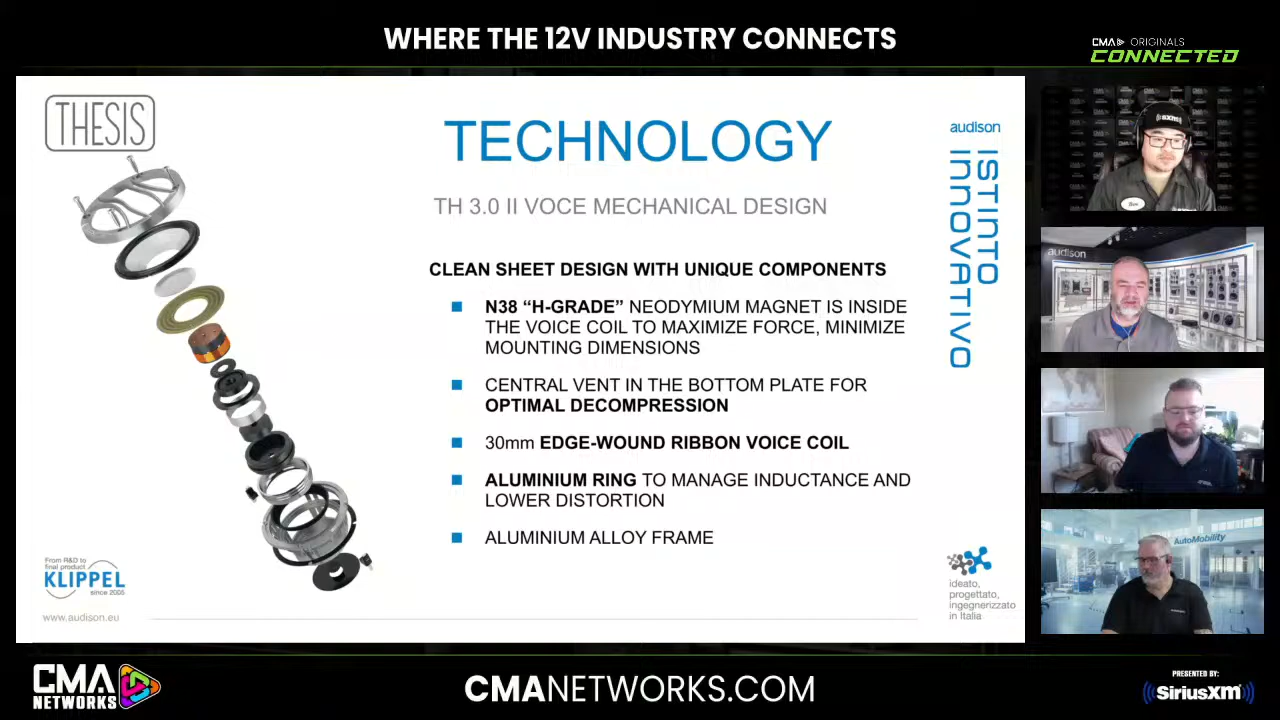 WHERE THE 12V INDUSTRY CONNECTS
CMA ORIGINALS
CONNECTED
THESIS
TECHNOLOGY
TH 3.0 II VOCE MECHANICAL DESIGN
CLEAN SHEET DESIGN WITH UNIQUE COMPONENTS
N38 “H-GRADE” NEODYMIUM MAGNET IS INSIDE
THE VOICE COIL TO MAXIMIZE FORCE, MINIMIZE
MOUNTING DIMENSIONS
CENTRAL VENT IN THE BOTTOM PLATE FOR
OPTIMAL DECOMPRESSION
30mm EDGE-WOUND RIBBON VOICE COIL
ALUMINIUM RING TO MANAGE INDUCTANCE AND
LOWER DISTORTION
ALUMINIUM ALLOY FRAME
audison
ISTINTO
INNOVATIVO
From R&D to
final product
KLIPPEL
since 2005
www.audison.eu
ideato,
progettato,
ingegnerizzato
in Italia
sxm
audison
AutoMobility
CMA
NETWORKS
CMANETWORKS.COM
PRESENTED BY:
SiriusXM